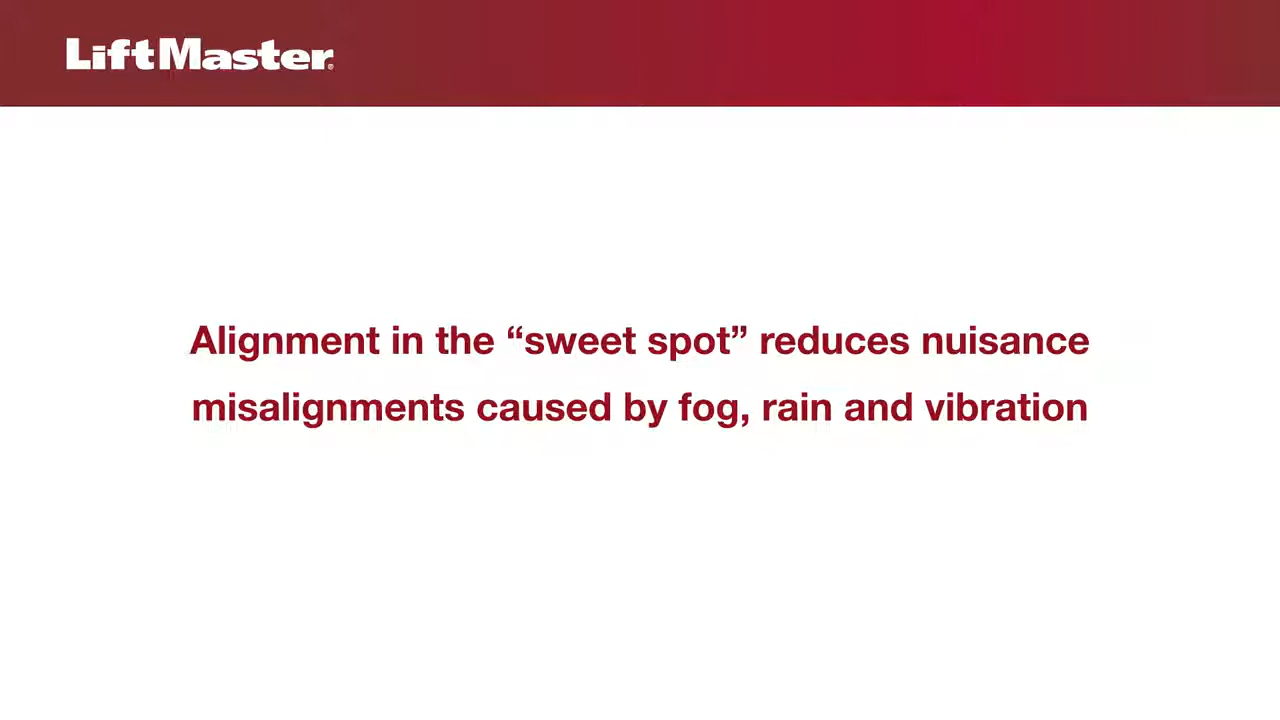 LiftMaster®
Alignment in the “sweet spot” reduces nuisance
misalignments caused by fog, rain and vibration